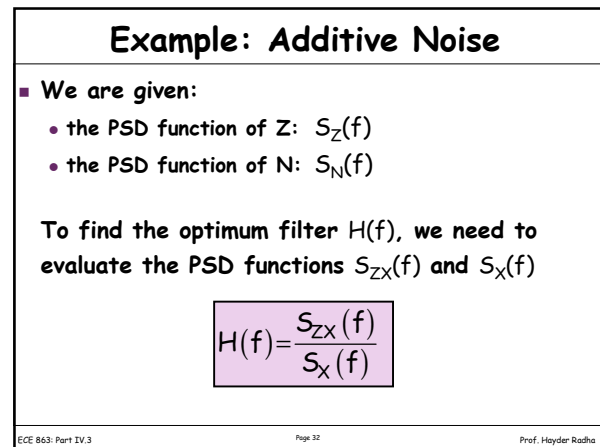 Example: Additive Noise
We are given:
• the PSD function of Z: S_Z(f)
• the PSD function of N: S_N(f)
To find the optimum filter H(f), we need to
evaluate the PSD functions S_ZX(f) and S_X(f)
H(f)=S_ZX(f)/S_X(f)
ECE 863: Part IV.3 Page 32 Prof. Hayder Radha